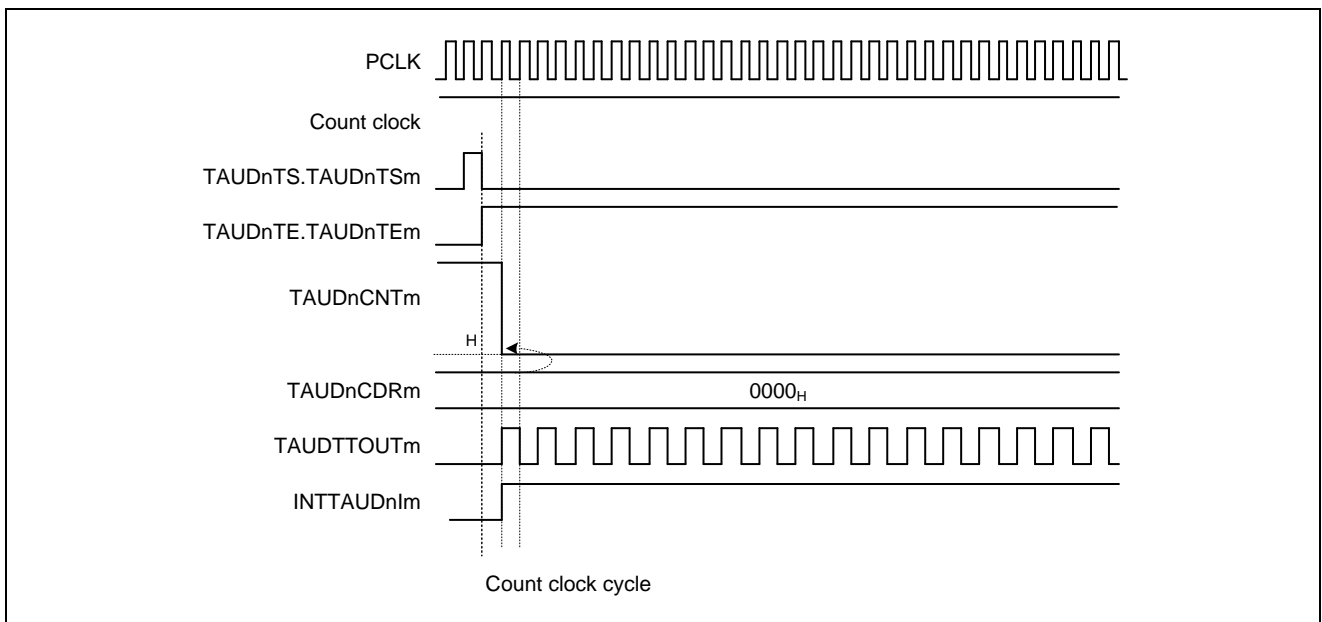 PCLK
Count clock
TAUDnTS.TAUDnTSm
TAUDnTE.TAUDnTEm
TAUDnCNTm
H
TAUDnCDRm
0000H
TAUDTTOUTm
INTTAUDnIm
Count clock cycle